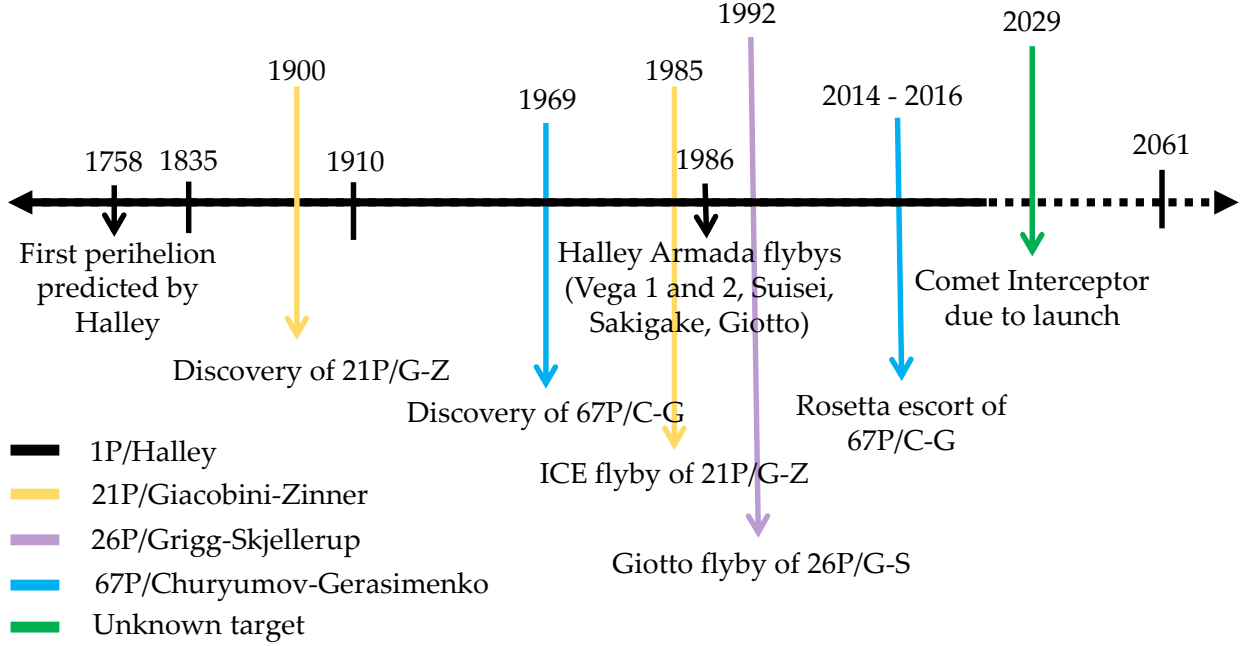 1992
2029
1900
1985
1969
2014 - 2016
1758
1835
1910
1986
2061
First perihelion
predicted by
Halley
Halley Armada flybys
(Vega 1 and 2, Suisei,
Sakigake, Giotto)
Comet Interceptor
due to launch
Discovery of 21P/G-Z
Discovery of 67P/C-G
Rosetta escort of
67P/C-G
ICE flyby of 21P/G-Z
Giotto flyby of 26P/G-S
1P/Halley
21P/Giacobini-Zinner
26P/Grigg-Skjellerup
67P/Churyumov-Gerasimenko
Unknown target